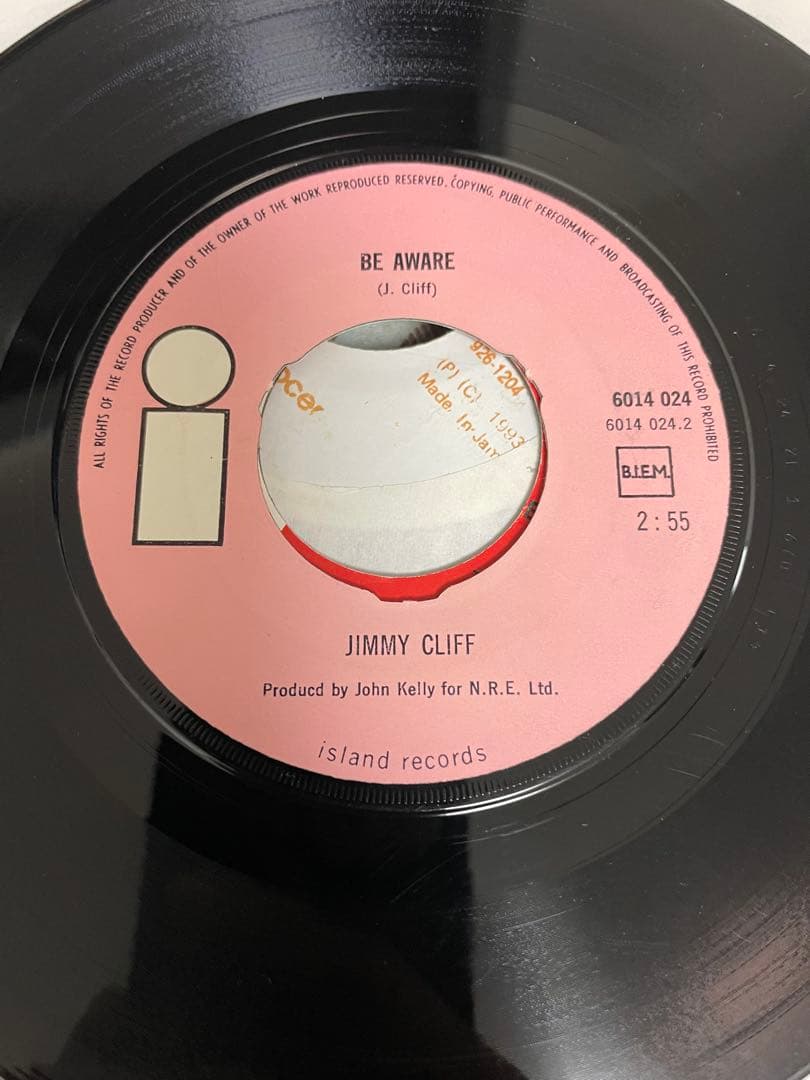 ALL RIGHTS OF THE RECORD PRODUCER AND OF THE OWNER OF THE WORK REPRODUCED RESERVED. COPYING, PUBLIC PERFORMANCE AND BROADCASTING OF THIS RECORD PROHIBITED
BE AWARE
(J. Cliff)
i
926-1204
(P) (C) 1993
Made. In Jam
6014 024
6014 024.2
B.I.E.M.
2 : 55
JIMMY CLIFF
Producd by John Kelly for N.R.E. Ltd.
island records